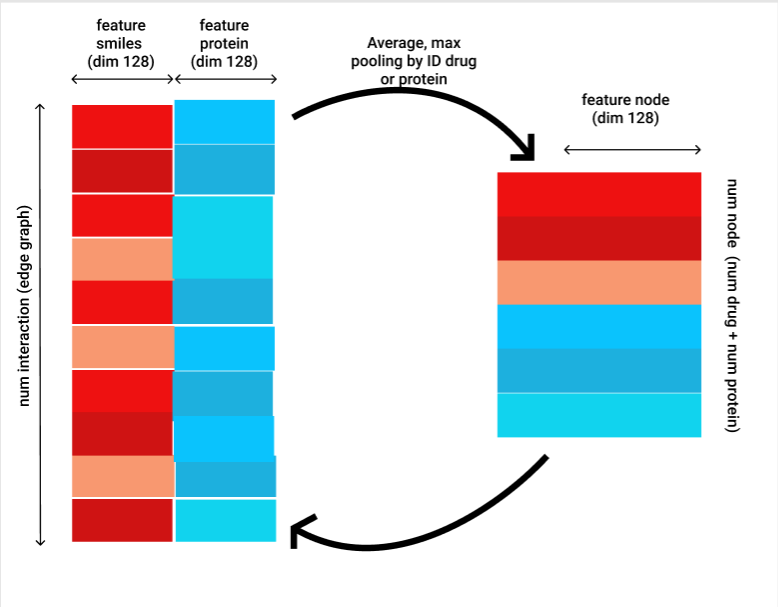 feature
smiles
(dim 128)
feature
protein
(dim 128)
Average, max
pooling by ID drug
or protein
feature node
(dim 128)
num interaction (edge graph)
num node (num drug + num protein)